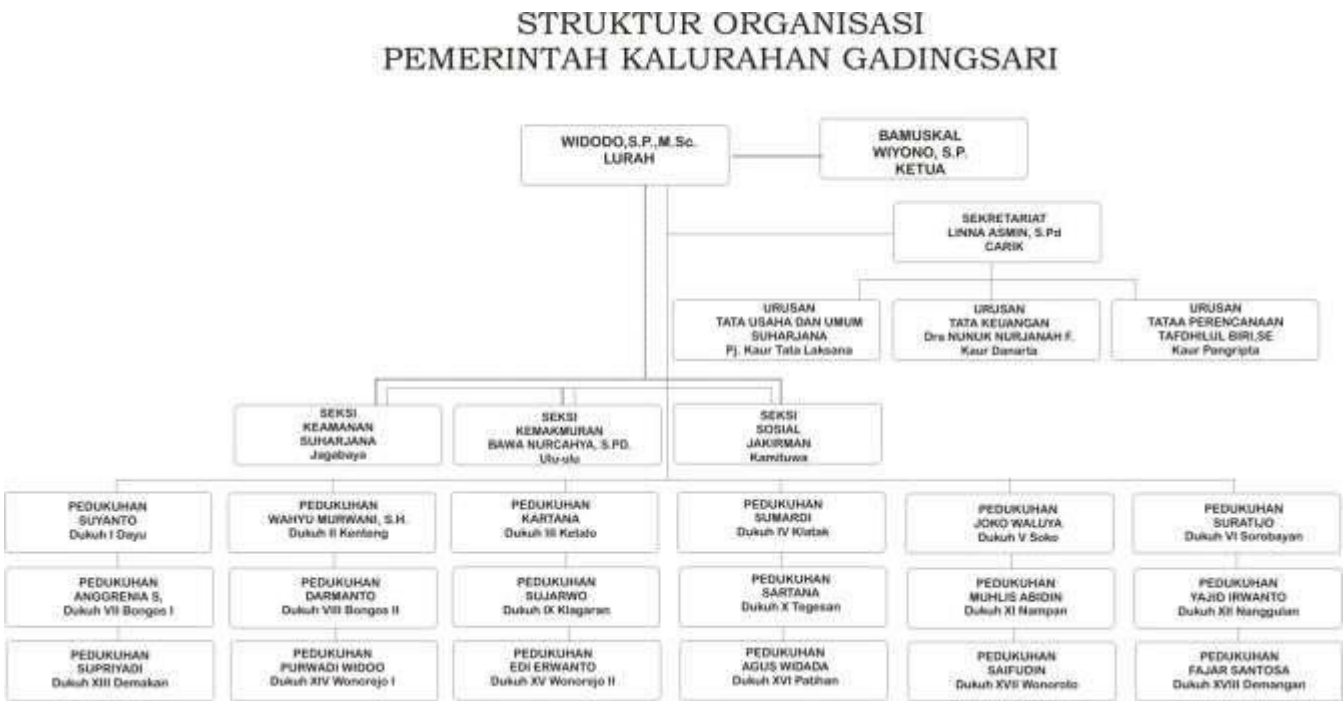 STRUKTUR ORGANISASI
PEMERINTAH KALURAHAN GADINGSARI
WIDODO,S.P.,M.Sc.
LURAH
BAMUSKAL
WIYONO, S.P.
KETUA
SEKRETARIAT
LINNA ASMIN, S.Pd
CARIK
URUSAN
TATA USAHA DAN UMUM
SUHARJANA
Pj. Kaur Tata Laksana
URUSAN
TATA KEUANGAN
Dra NUNUK NURJANAH F.
Kaur Danarta
URUSAN
TATAA PERENCANAAN
TAFDHILUL BIRI,SE
Kaur Pangripta
SEKSI
KEAMANAN
SUHARJANA
Jagabaya
SEKSI
KEMAKMURAN
BAWA NURCAHYA, S.PD.
Ulu-ulu
SEKSI
SOSIAL
JAKIRMAN
Kamituwa
PEDUKUHAN
SUYANTO
Dukuh I Dayu
PEDUKUHAN
WAHYU MURWANI, S.H.
Dukuh II Kenteng
PEDUKUHAN
KARTANA
Dukuh III Ketalo
PEDUKUHAN
SUMARDI
Dukuh IV Klatak
PEDUKUHAN
JOKO WALUYA
Dukuh V Soko
PEDUKUHAN
SURATIJO
Dukuh VI Sorobayan
PEDUKUHAN
ANGGRENIA S,
Dukuh VII Bongos I
PEDUKUHAN
DARMANTO
Dukuh VIII Bongos II
PEDUKUHAN
SUJARWO
Dukuh IX Klagaran
PEDUKUHAN
SARTANA
Dukuh X Tegesan
PEDUKUHAN
MUHLIS ABIDIN
Dukuh XI Nampan
PEDUKUHAN
YAJID IRWANTO
Dukuh XII Nanggulan
PEDUKUHAN
SUPRIYADI
Dukuh XIII Demakan
PEDUKUHAN
PURWADI WIDOO
Dukuh XIV Wonorejo I
PEDUKUHAN
EDI ERWANTO
Dukuh XV Wonorejo II
PEDUKUHAN
AGUS WIDADA
Dukuh XVI Patihan
PEDUKUHAN
SAIFUDIN
Dukuh XVII Wonoroto
PEDUKUHAN
FAJAR SANTOSA
Dukuh XVIII Demangan